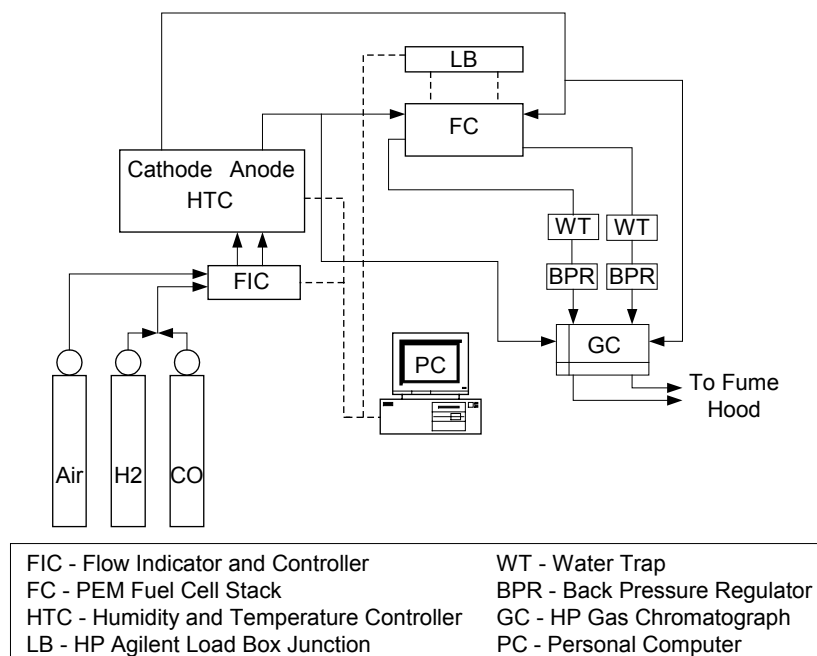 LB
FC
Cathode Anode
HTC
WT WT
FIC
BPR BPR
PC
GC
To Fume
Hood
Air H2 CO
FIC - Flow Indicator and Controller
FC - PEM Fuel Cell Stack
HTC - Humidity and Temperature Controller
LB - HP Agilent Load Box Junction
WT - Water Trap
BPR - Back Pressure Regulator
GC - HP Gas Chromatograph
PC - Personal Computer